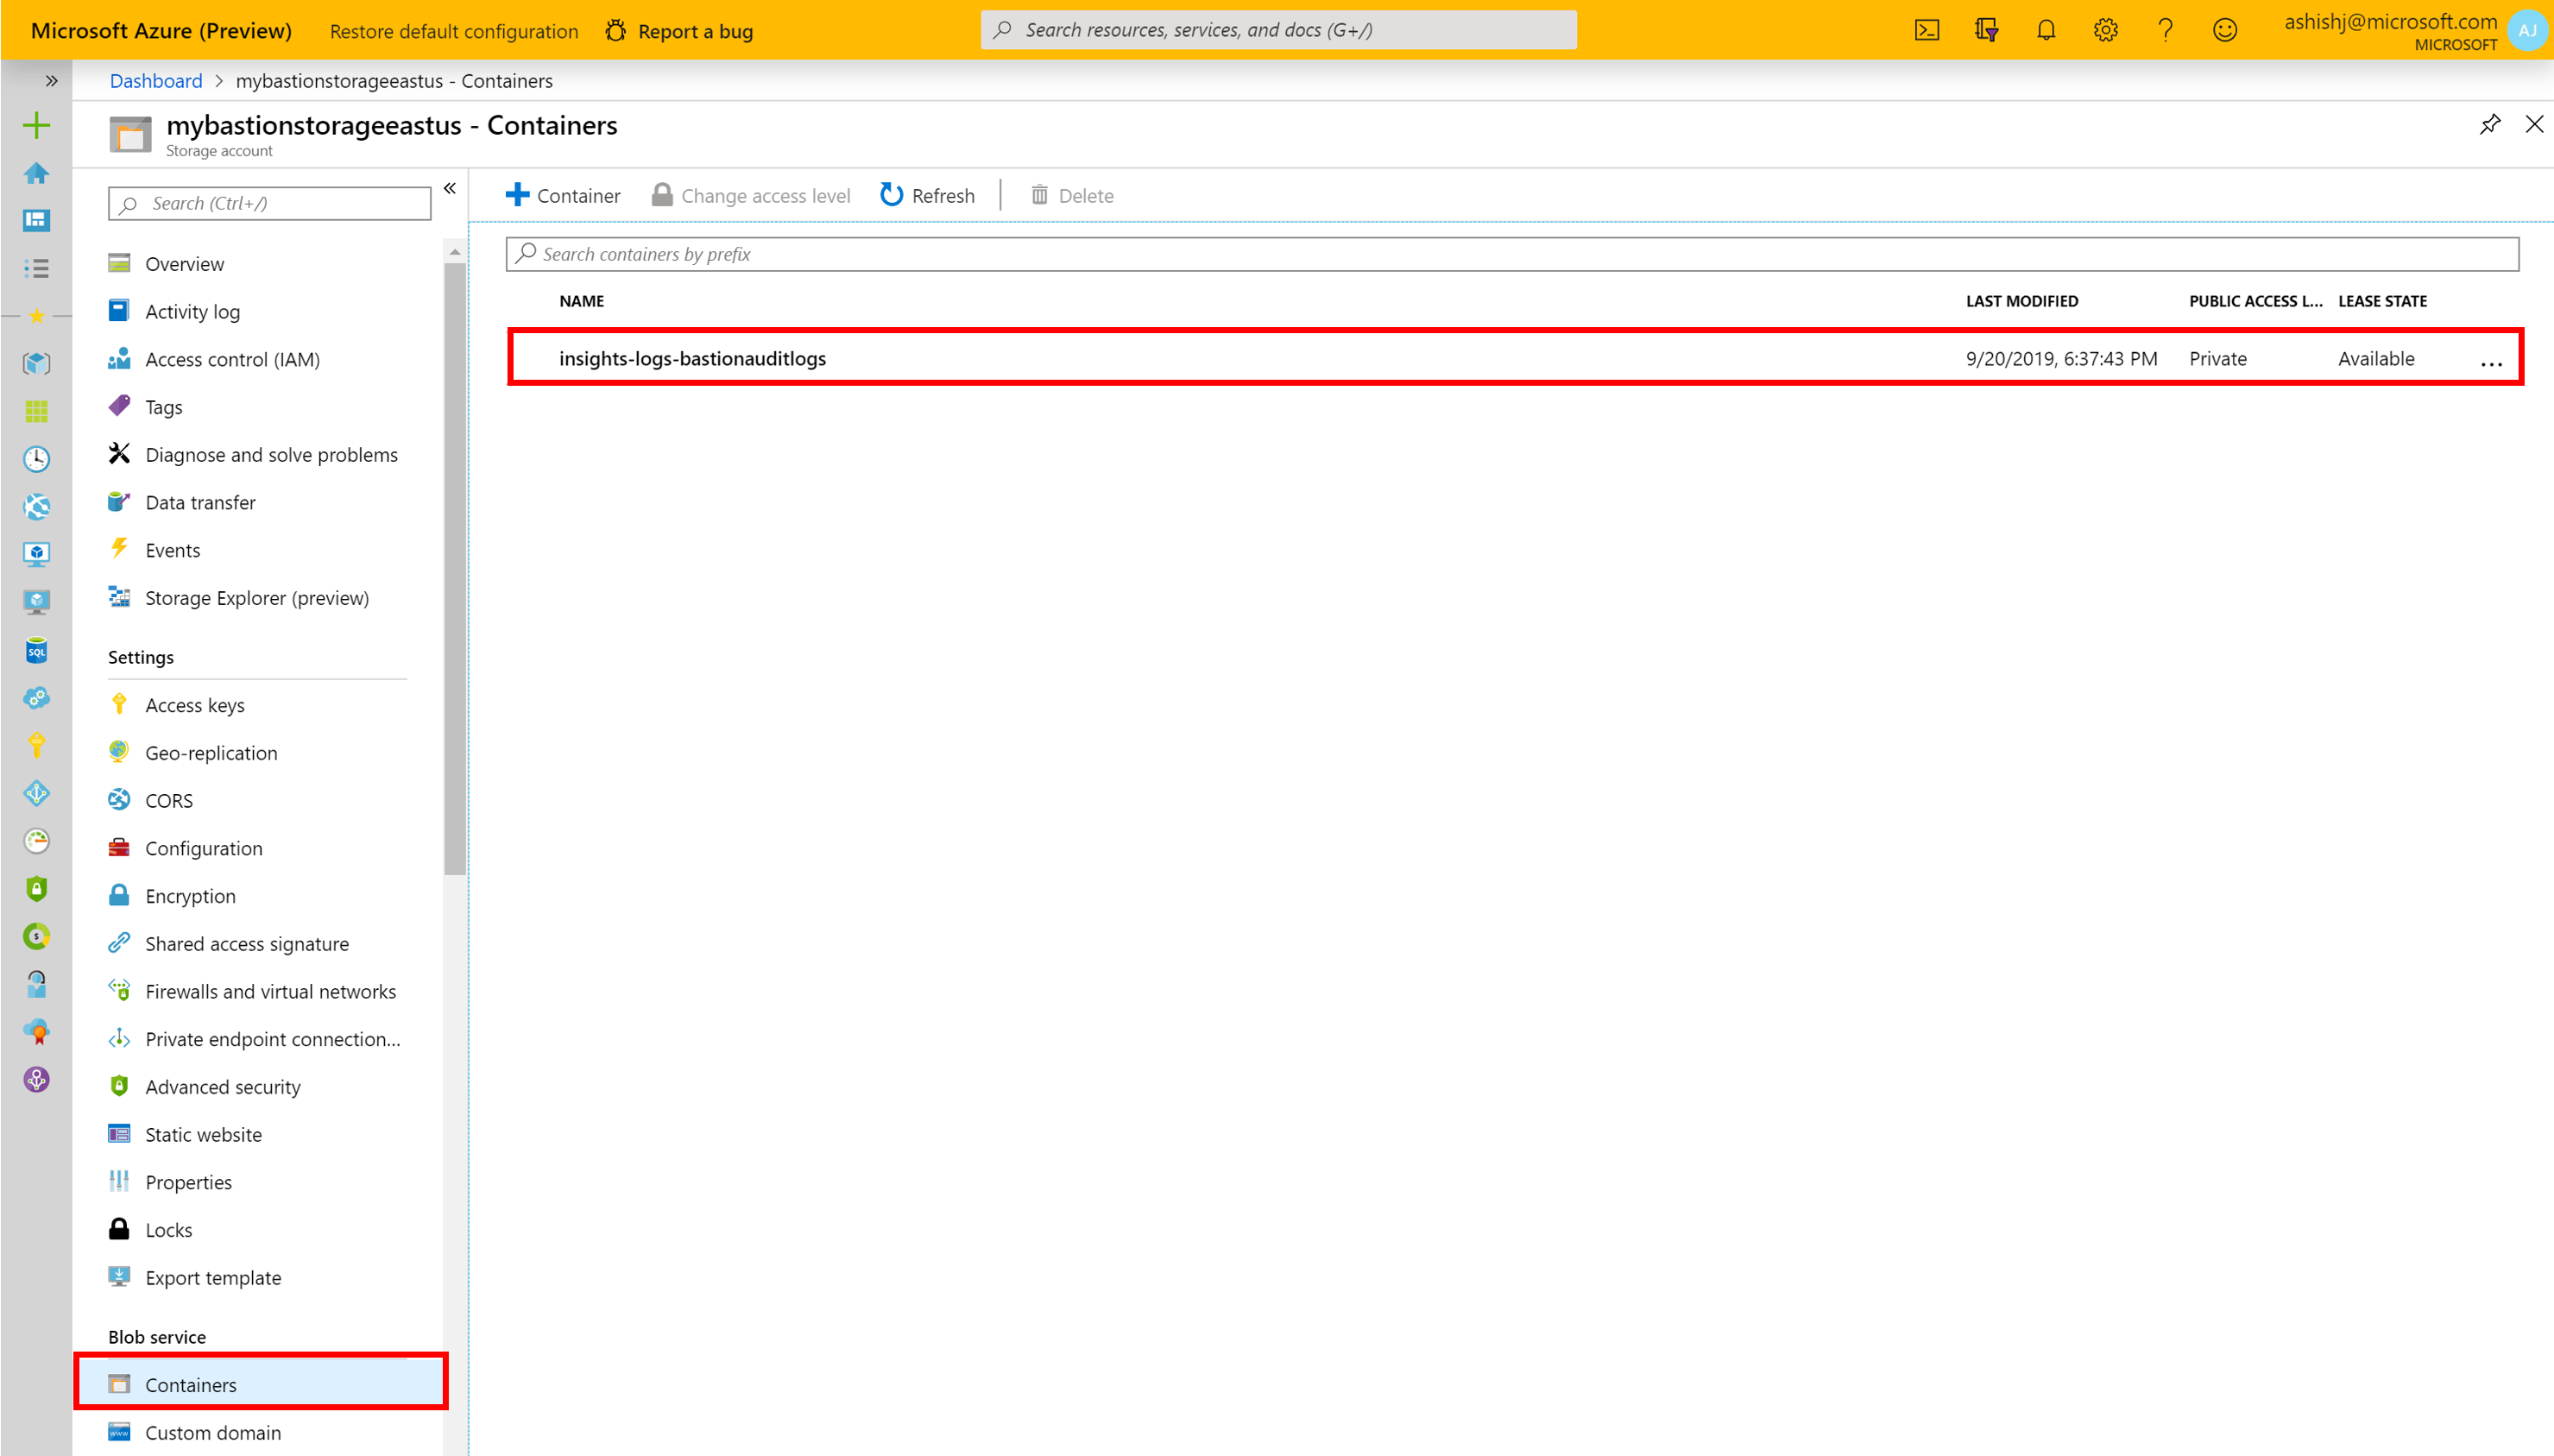 Microsoft Azure (Preview)
Restore default configuration
Report a bug
Search resources, services, and docs (G+/)
ashishj@microsoft.com
MICROSOFT
AJ
Dashboard > mybastionstorageeastus - Containers
mybastionstorageeastus - Containers
Storage account
Search (Ctrl+/)
Overview
Activity log
Access control (IAM)
Tags
Diagnose and solve problems
Data transfer
Events
Storage Explorer (preview)
Settings
Access keys
Geo-replication
CORS
Configuration
Encryption
Shared access signature
Firewalls and virtual networks
Private endpoint connection...
Advanced security
Static website
Properties
Locks
Export template
Blob service
Containers
Custom domain
Container
Change access level
Refresh
Delete
Search containers by prefix
NAME LAST MODIFIED PUBLIC ACCESS L... LEASE STATE
insights-logs-bastionauditlogs 9/20/2019, 6:37:43 PM Private Available ...
SQL
www